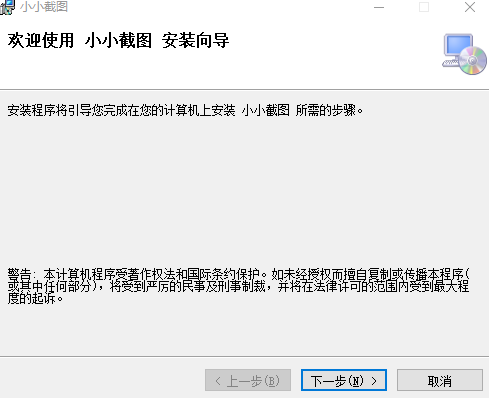 小小截图
欢迎使用 小小截图 安装向导
安装程序将引导您完成在您的计算机上安装 小小截图 所需的步骤。
警告: 本计算机程序受著作权法和国际条约保护。如未经授权而擅自复制或传播本程序(
或其中任何部分)，将受到严厉的民事及刑事制裁，并将在法律许可的范围内受到最大程
度的起诉。
< 上一步(B)
下一步(N) >
取消